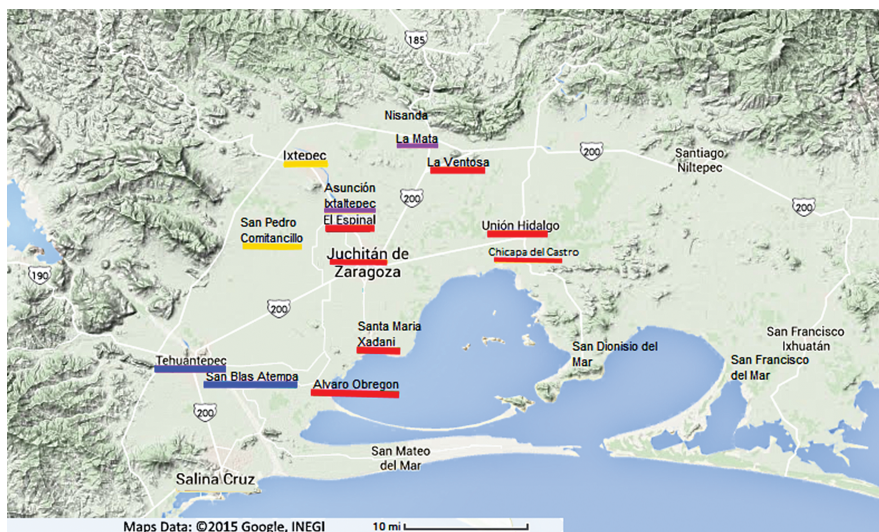 185
Nisanda
La Mata
Ixtepec
La Ventosa
200
Santiago
Niltepec
Asunción
Ixtaltepec
200
200
El Espinal
San Pedro
Comitancillo
Unión Hidalgo
Juchitán de
Zaragoza
Chicapa del Castro
190
200
Santa Maria
Xadani
San Dionisio del
Mar
San Francisco
Ixhuatán
Tehuantepec
San Francisco
del Mar
San Blas Atempa
Alvaro Obregon
200
San Mateo
del Mar
Salina Cruz
Maps Data: ©2015 Google, INEGI
10 mi